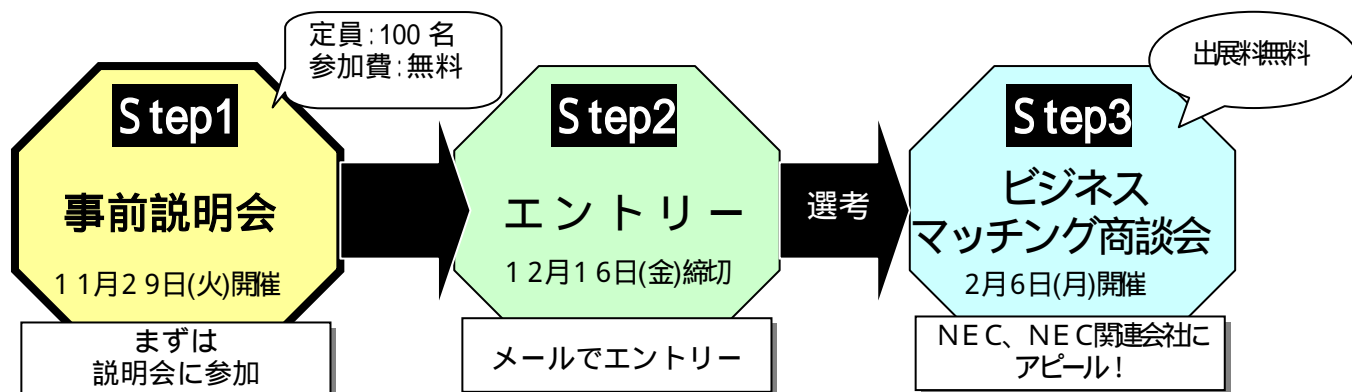 定員:100 名
参加費:無料
Step1
事前説明会
11月29日(火)開催
まずは
説明会に参加
Step2
エントリー
12月16日(金)締切
メールでエントリー
選考
出展料無料
Step3
ビジネス
マッチング商談会
2月6日(月)開催
NEC、NEC関連会社に
アピール!